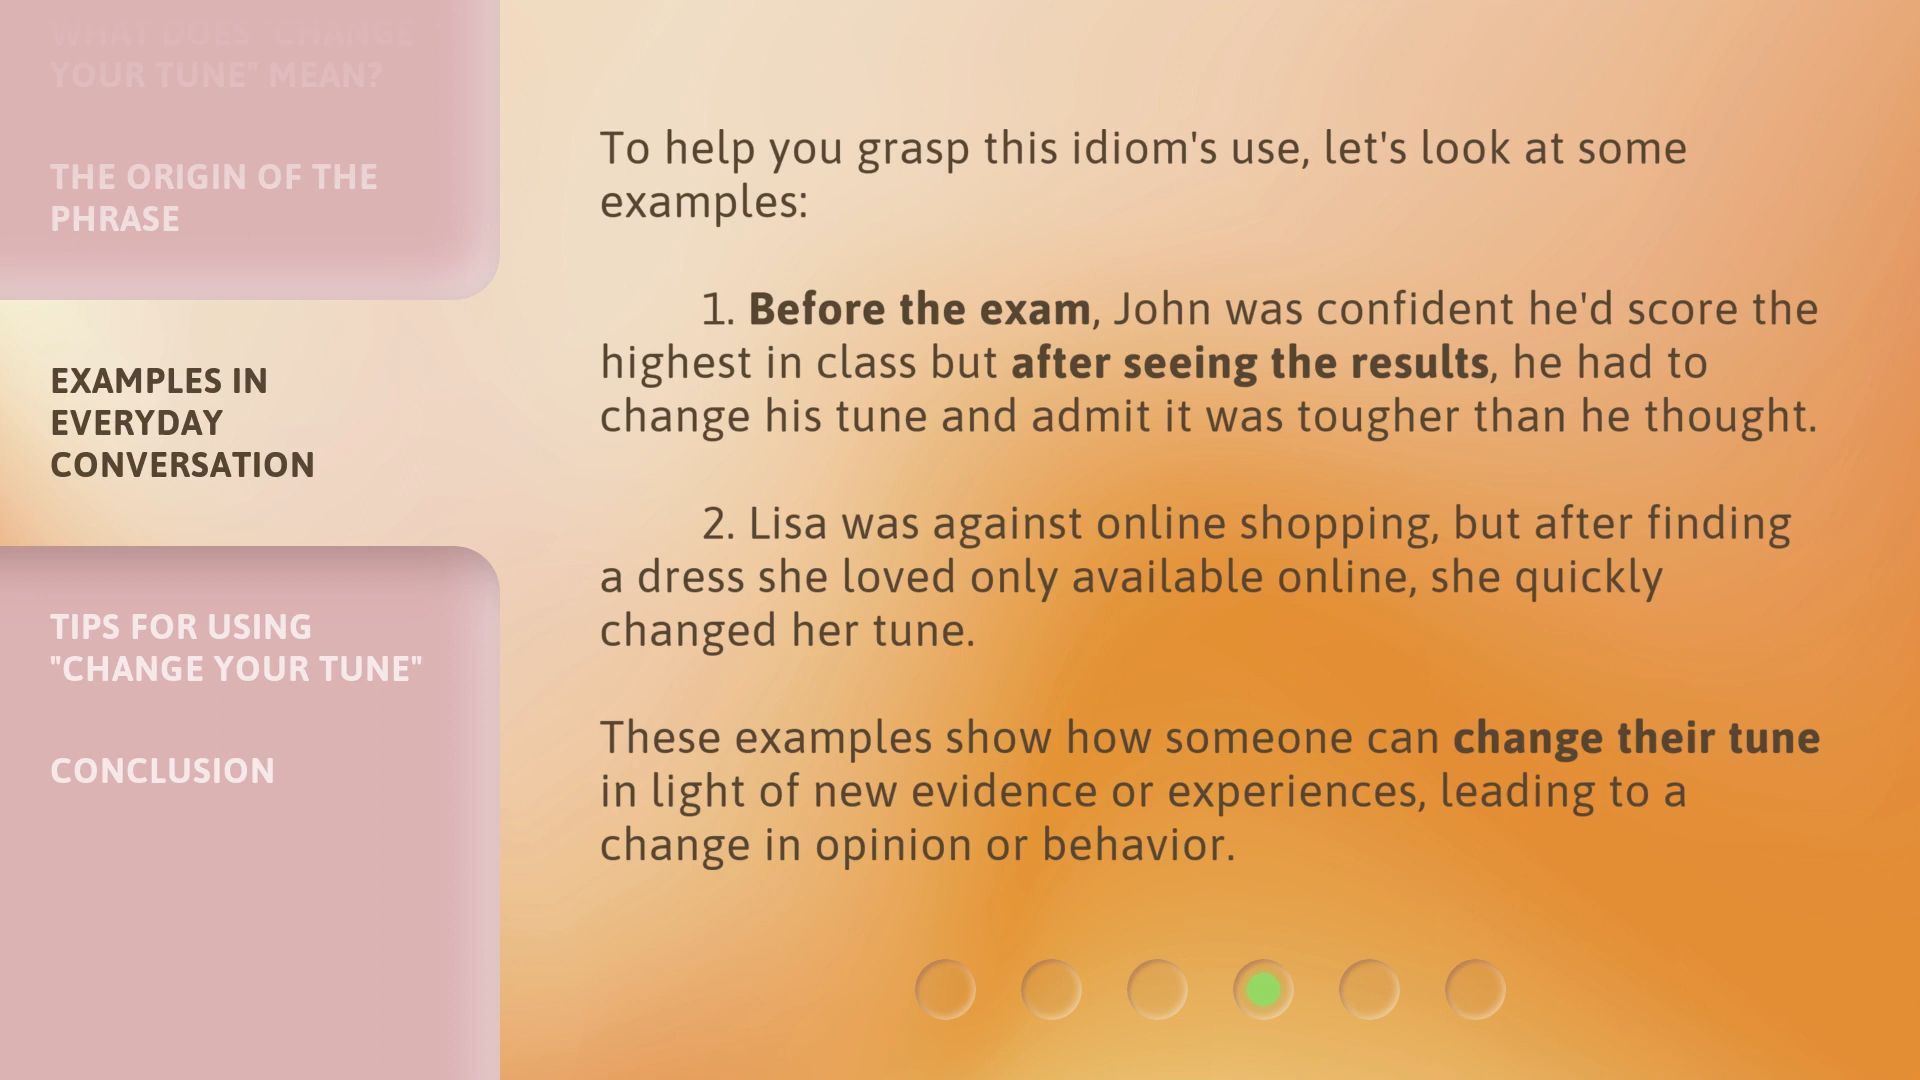 WHAT DOES "CHANGE
YOUR TUNE" MEAN?
THE ORIGIN OF THE
PHRASE
EXAMPLES IN
EVERYDAY
CONVERSATION
TIPS FOR USING
"CHANGE YOUR TUNE"
CONCLUSION
To help you grasp this idiom's use, let's look at some
examples:
1. Before the exam, John was confident he'd score the
highest in class but after seeing the results, he had to
change his tune and admit it was tougher than he thought.
2. Lisa was against online shopping, but after finding
a dress she loved only available online, she quickly
changed her tune.
These examples show how someone can change their tune
in light of new evidence or experiences, leading to a
change in opinion or behavior.